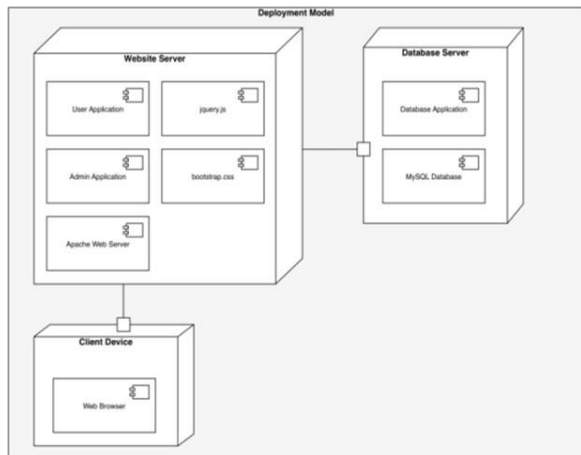 Deployment Model
Website Server
User Application
jquery.js
Admin Application
bootstrap.css
Apache Web Server
Database Server
Database Application
MySQL Database
Client Device
Web Browser